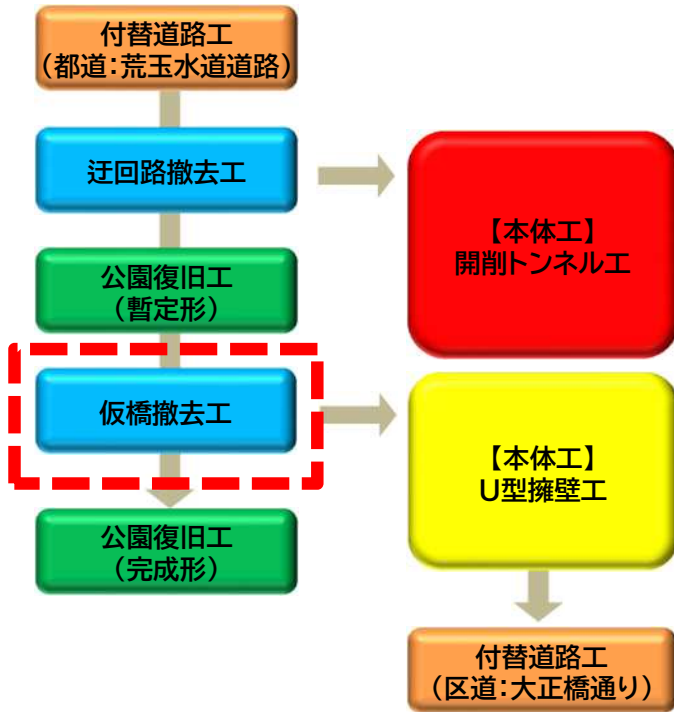 付替道路工
（都道：荒玉水道道路）
迂回路撤去工
公園復旧工
（暫定形）
仮橋撤去工
公園復旧工
（完成形）
【本体工】
開削トンネル工
【本体工】
U型擁壁工
付替道路工
（区道：大正橋通り）